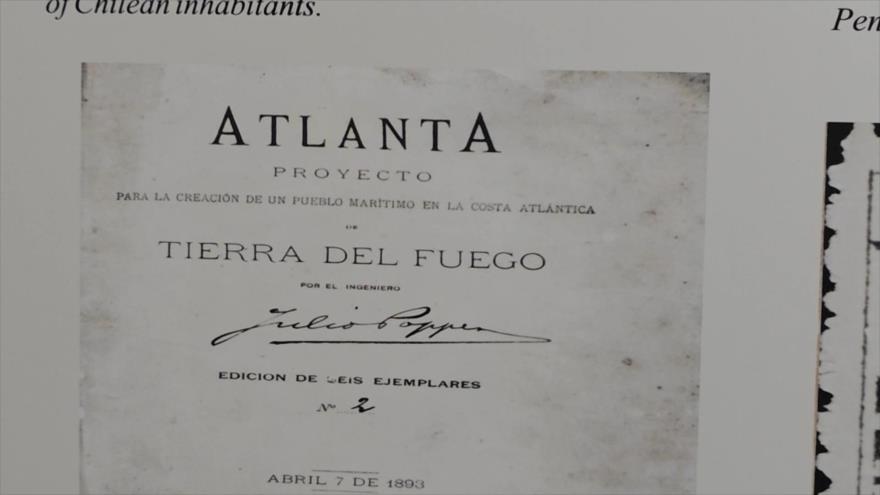 of Chilean inhabitants.
ATLANTA
PROYECTO
PARA LA CREACIÓN DE UN PUEBLO MARÍTIMO EN LA COSTA ATLÁNTICA
DE
TIERRA DEL FUEGO
POR EL INGENIERO
Julio Popper
EDICION DE SEIS EJEMPLARES
Nº 2
ABRIL 7 DE 1893
Pen